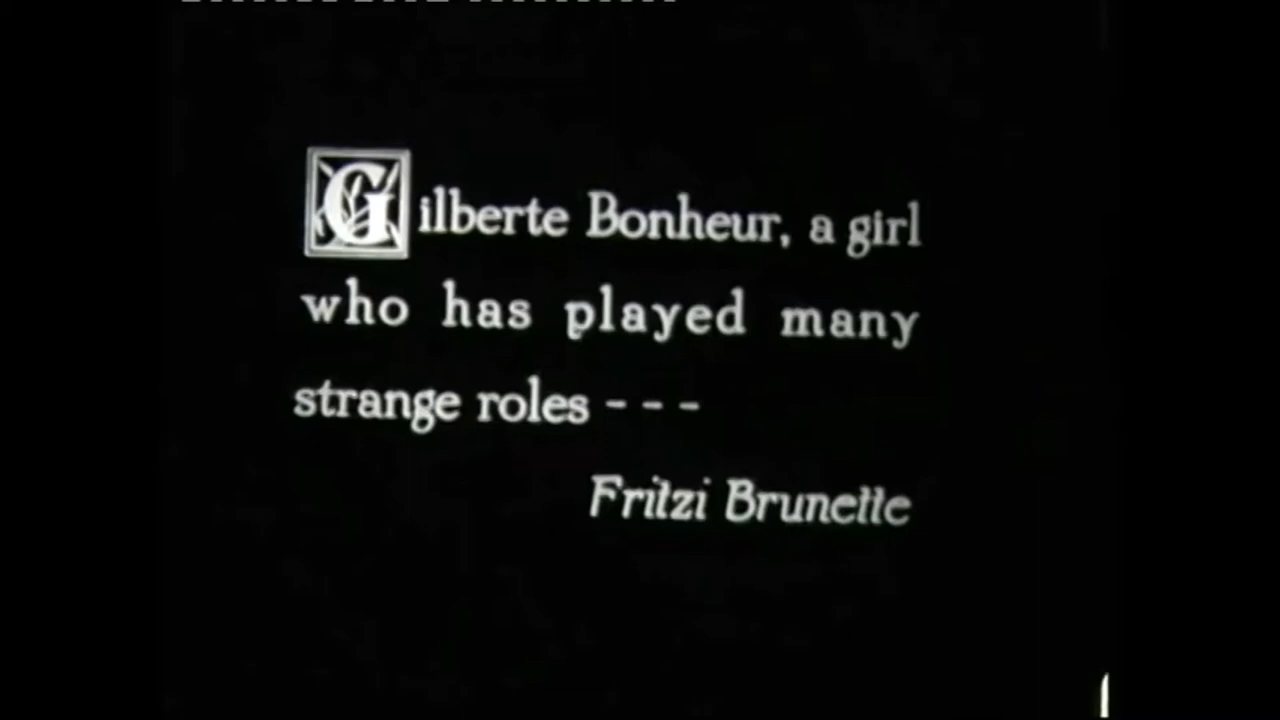 Gilberte Bonheur, a girl
who has played many
strange roles - - -
Fritzi Brunette